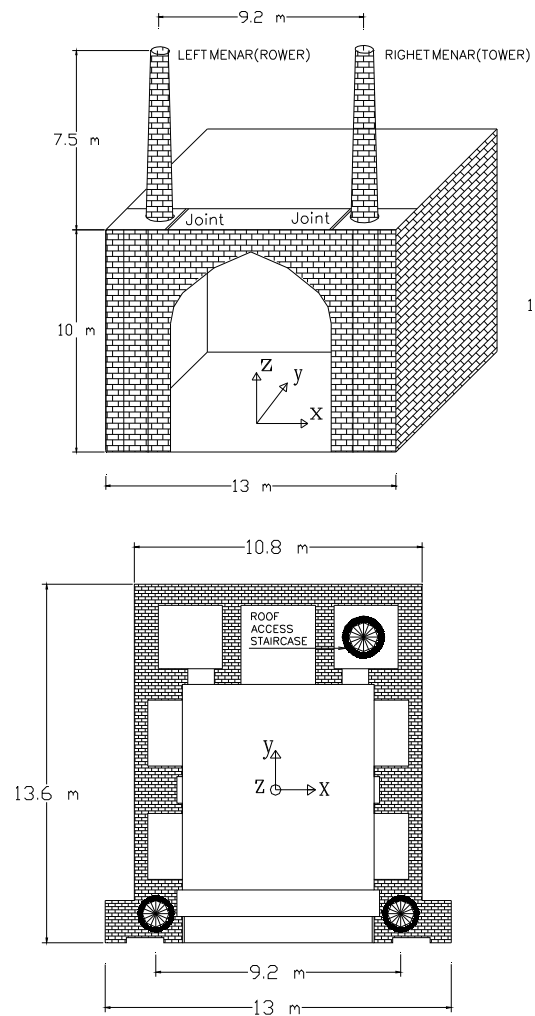 9.2 m
LEFT MENAR(ROWER)
RIGHET MENAR(TOWER)
7.5 m
Joint
Joint
10 m
1
z
y
x
13 m
10.8 m
ROOF
ACCESS
STAIRCASE
13.6 m
y
z
x
9.2 m
13 m